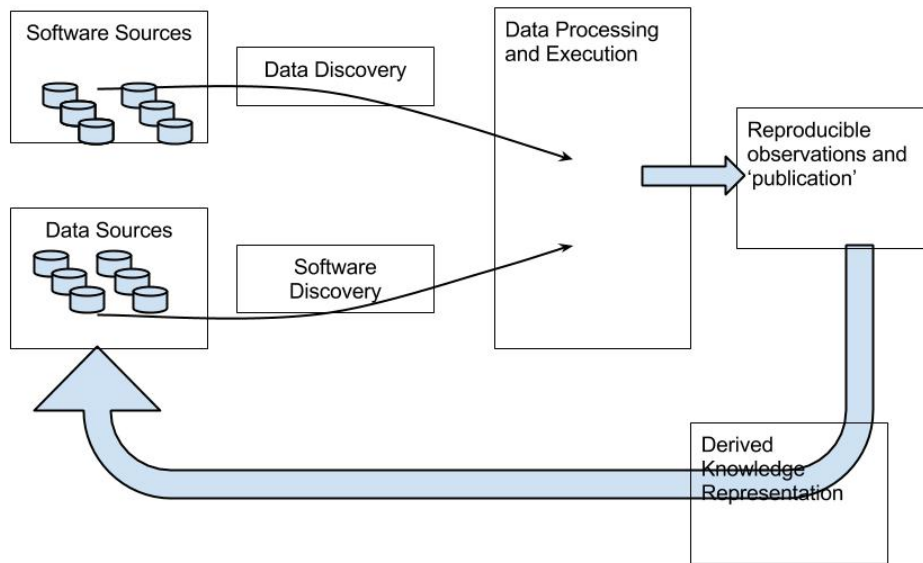 Software Sources
Data Discovery
Data Processing
and Execution
Reproducible
observations and
‘publication’
Data Sources
Software
Discovery
Derived
Knowledge
Representation